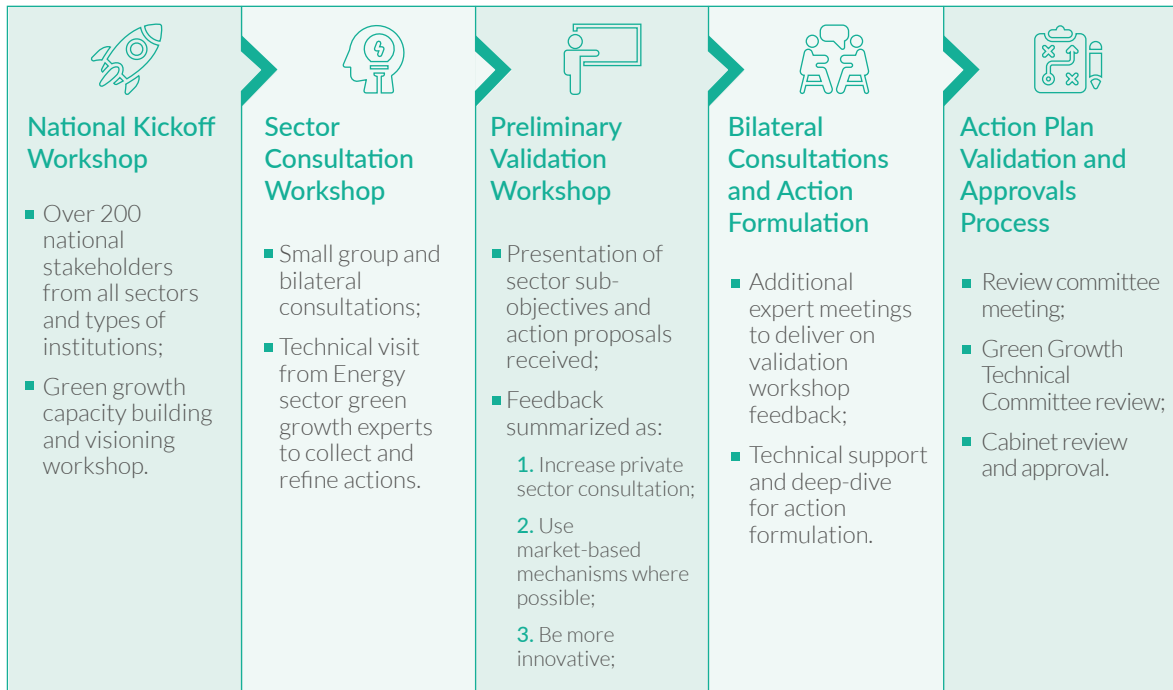 National Kickoff
Workshop
▪ Over 200
national
stakeholders
from all sectors
and types of
institutions;
▪ Green growth
capacity building
and visioning
workshop.
Sector
Consultation
Workshop
▪ Small group and
bilateral
consultations;
▪ Technical visit
from Energy
sector green
growth experts
to collect and
refine actions.
Preliminary
Validation
Workshop
▪ Presentation of
sector sub-
objectives and
action proposals
received;
▪ Feedback
summarized as:
1. Increase private
sector consultation;
2. Use
market-based
mechanisms where
possible;
3. Be more
innovative;
Bilateral
Consultations
and Action
Formulation
▪ Additional
expert meetings
to deliver on
validation
workshop
feedback;
▪ Technical support
and deep-dive
for action
formulation.
Action Plan
Validation and
Approvals
Process
▪ Review committee
meeting;
▪ Green Growth
Technical
Committee review;
▪ Cabinet review
and approval.